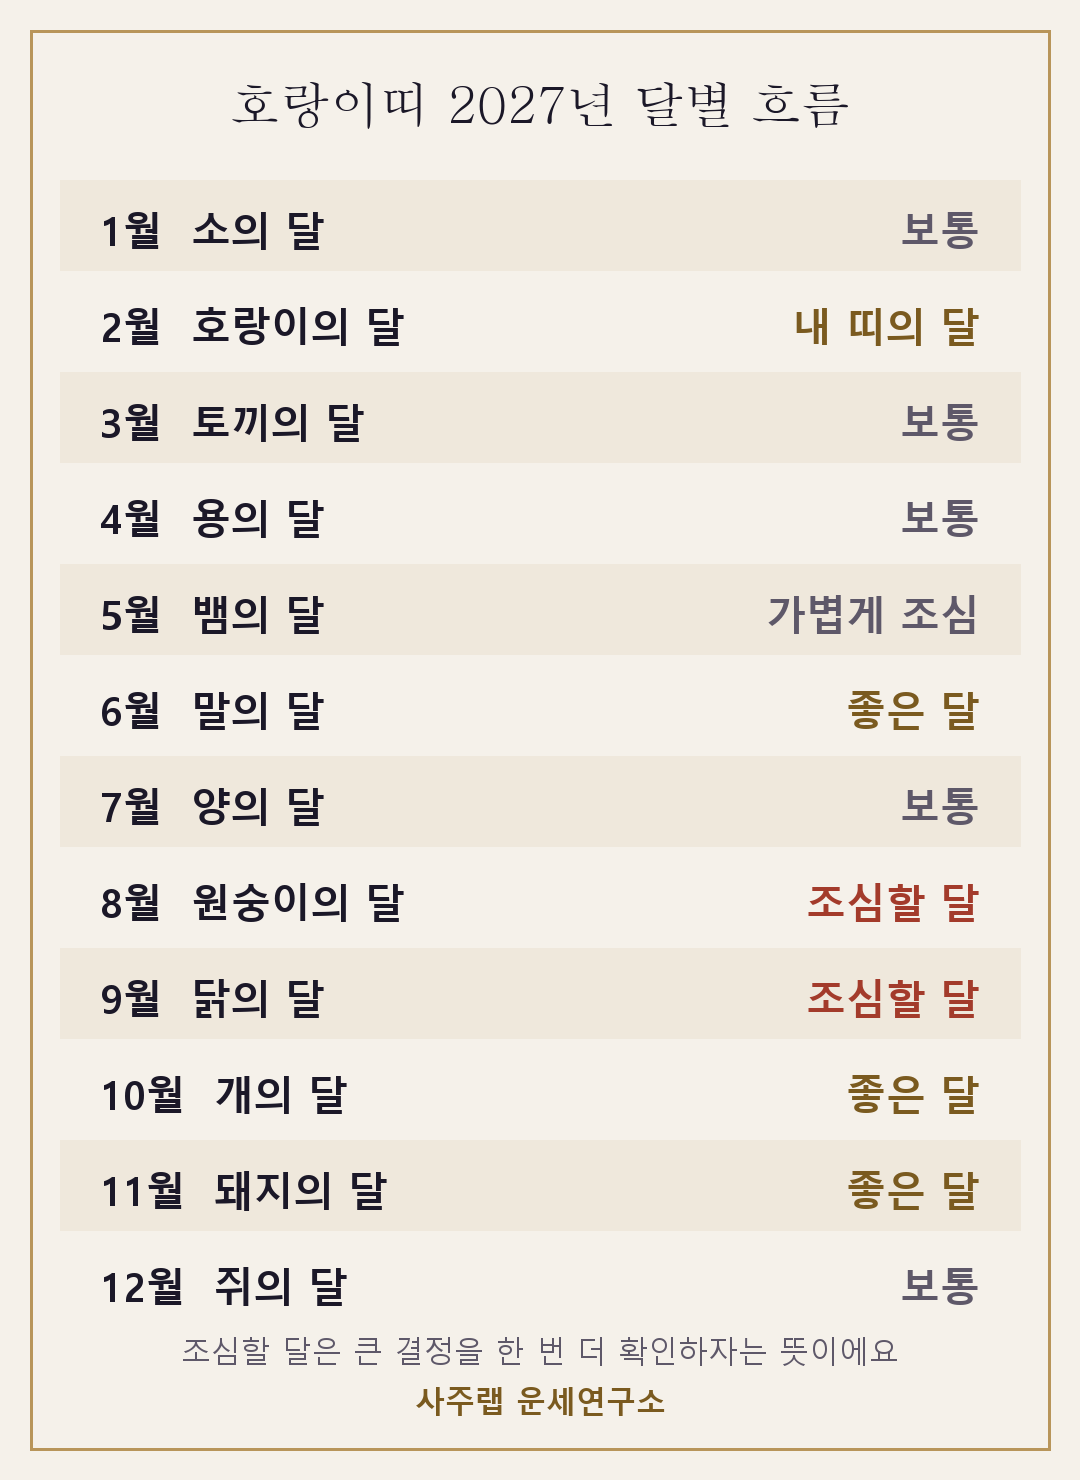 호랑이띠 2027년 달별 흐름
1월 소의 달 보통
2월 호랑이의 달 내 띠의 달
3월 토끼의 달 보통
4월 용의 달 보통
5월 뱀의 달 가볍게 조심
6월 말의 달 좋은 달
7월 양의 달 보통
8월 원숭이의 달 조심할 달
9월 닭의 달 조심할 달
10월 개의 달 좋은 달
11월 돼지의 달 좋은 달
12월 쥐의 달 보통
조심할 달은 큰 결정을 한 번 더 확인하자는 뜻이에요
사주랩 운세연구소